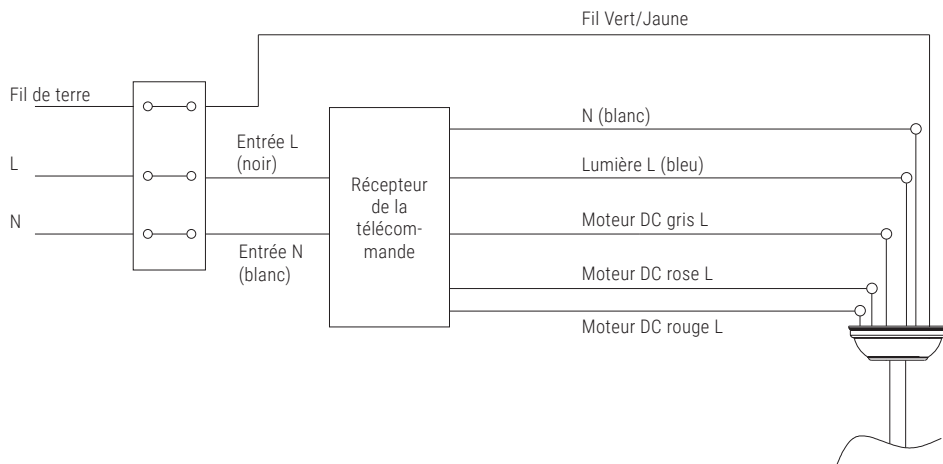 Fil Vert/Jaune
Fil de terre
L
N
Entrée L
(noir)
Entrée N
(blanc)
Récepteur
de la
télécom-
mande
N (blanc)
Lumière L (bleu)
Moteur DC gris L
Moteur DC rose L
Moteur DC rouge L